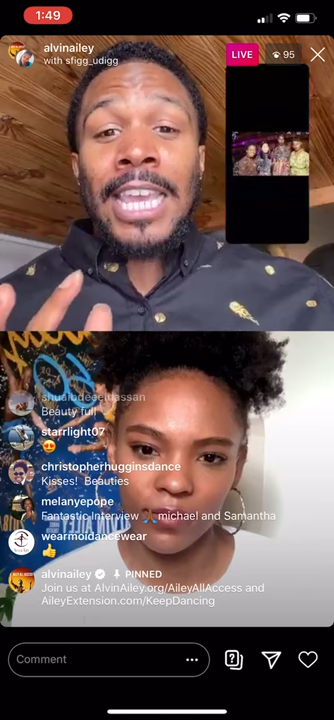 1:49
alvinailey
with sfigg_udigg
LIVE
95
Beauty full
starrlight07
😍
christopherhugginsdance
Kisses! Beauties
melanyepope
Fantastic Interview 🙏🏾michael and Samantha
wearmoidancewear
👍
alvinailey PINNED
Join us at AlvinAiley.org/AileyAllAccess and
AileyExtension.com/KeepDancing
Comment